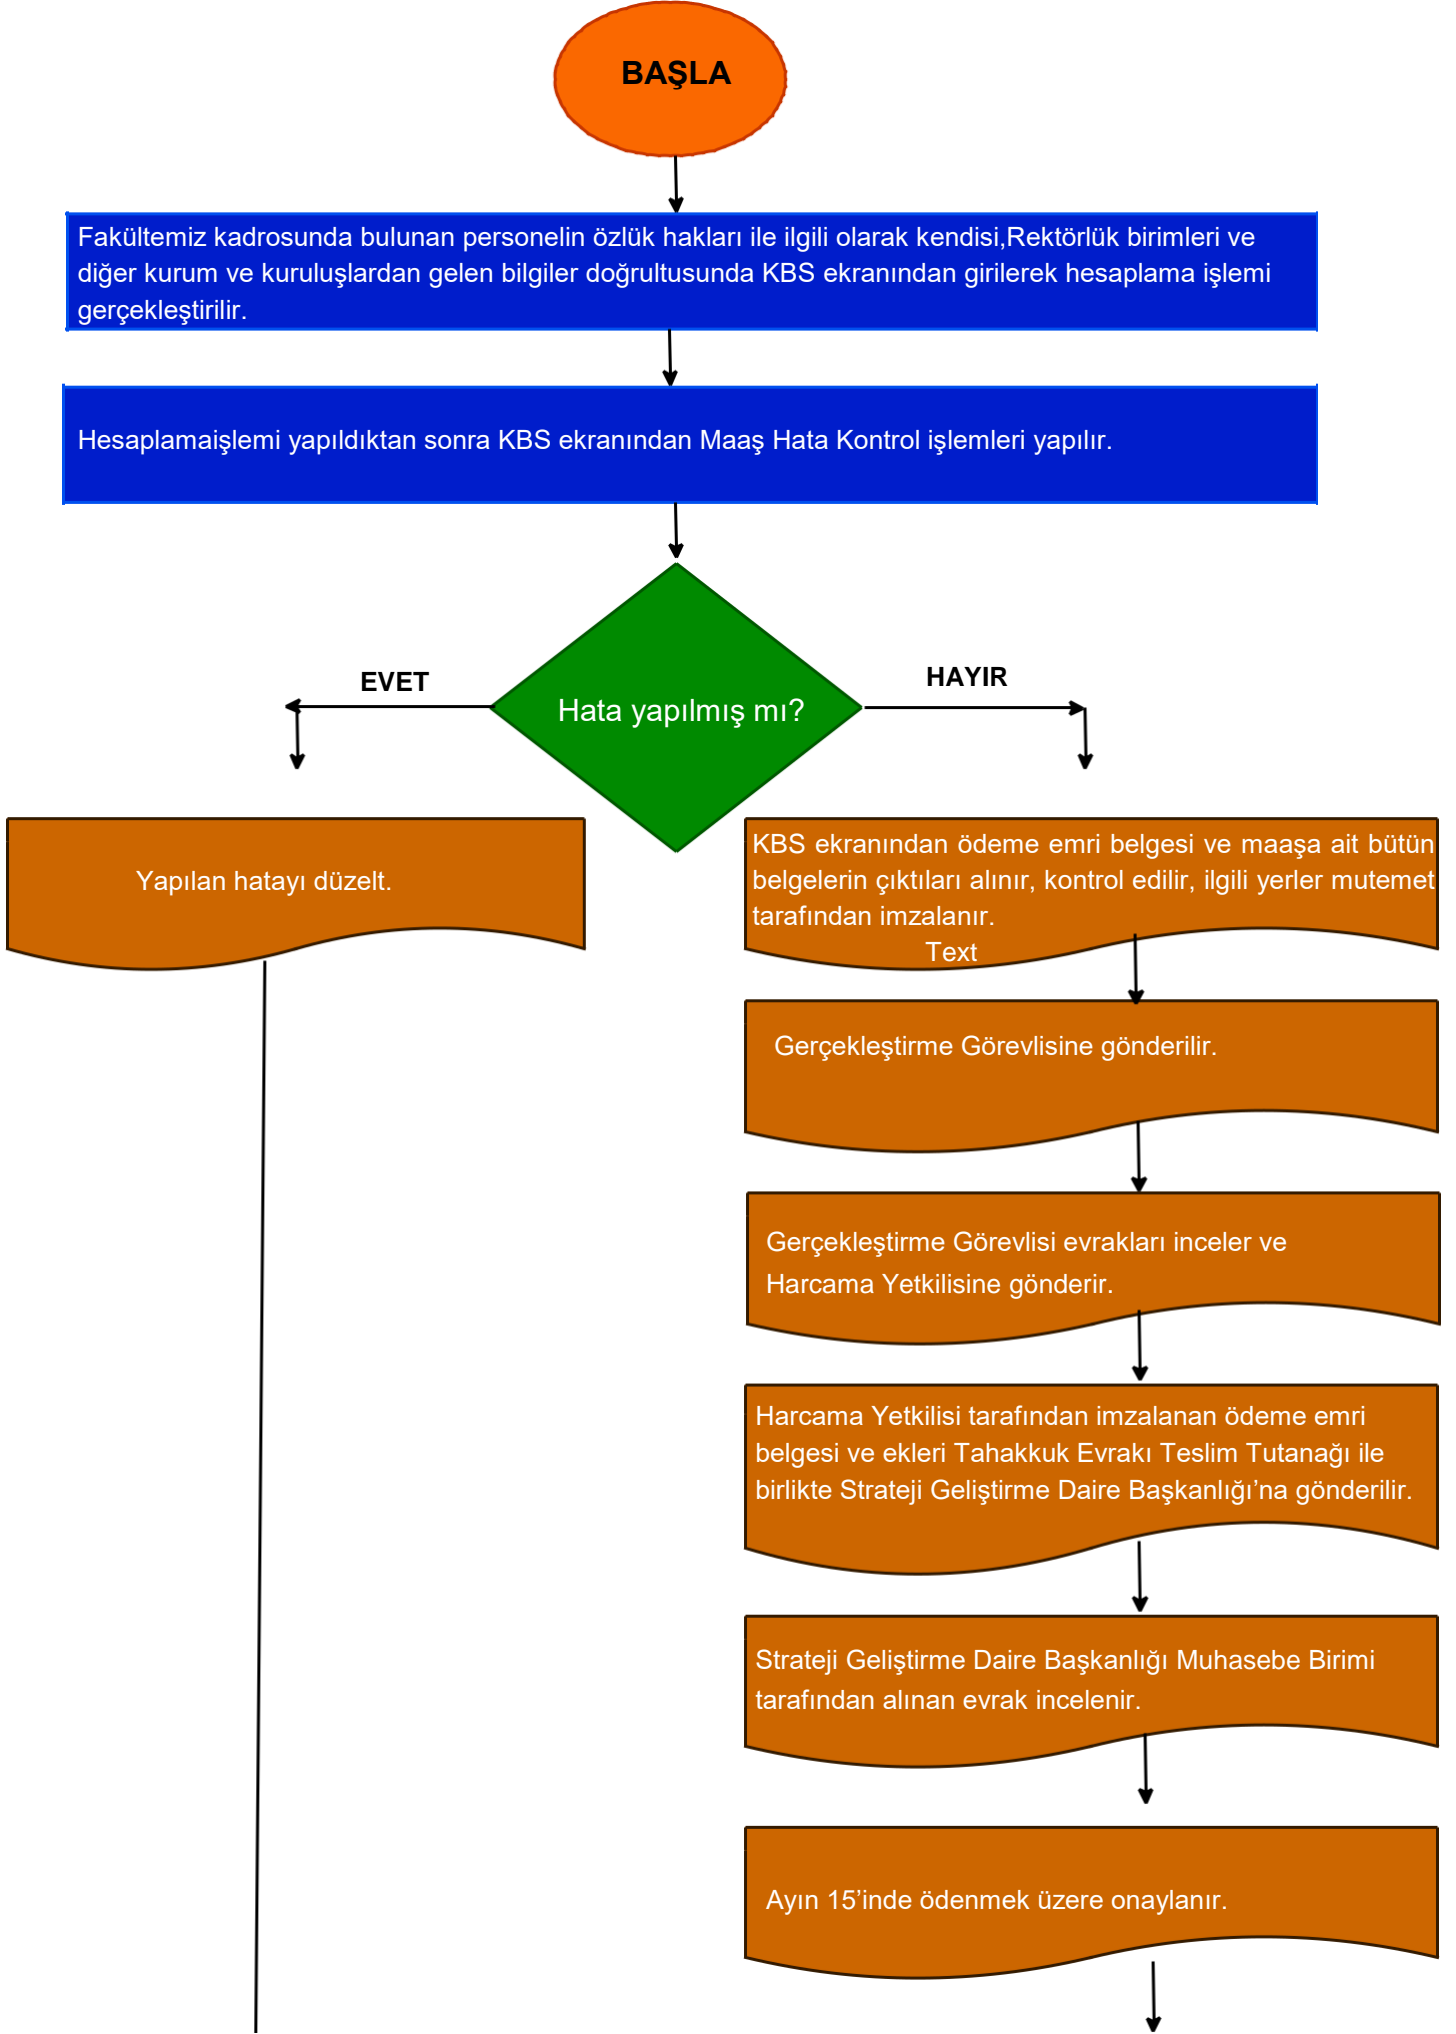 BAŞLA
Fakültemiz kadrosunda bulunan personelin özlük hakları ile ilgili olarak kendisi,Rektörlük birimleri ve
diğer kurum ve kuruluşlardan gelen bilgiler doğrultusunda KBS ekranından girilerek hesaplama işlemi
gerçekleştirilir.
Hesaplamaişlemi yapıldıktan sonra KBS ekranından Maaş Hata Kontrol işlemleri yapılır.
EVET
HAYIR
Hata yapılmış mı?
Yapılan hatayı düzelt.
KBS ekranından ödeme emri belgesi ve maaşa ait bütün
belgelerin çıktıları alınır, kontrol edilir, ilgili yerler mutemet
tarafından imzalanır.
Text
Gerçekleştirme Görevlisine gönderilir.
Gerçekleştirme Görevlisi evrakları inceler ve
Harcama Yetkilisine gönderir.
Harcama Yetkilisi tarafından imzalanan ödeme emri
belgesi ve ekleri Tahakkuk Evrakı Teslim Tutanağı ile
birlikte Strateji Geliştirme Daire Başkanlığı’na gönderilir.
Strateji Geliştirme Daire Başkanlığı Muhasebe Birimi
tarafından alınan evrak incelenir.
Ayın 15’inde ödenmek üzere onaylanır.